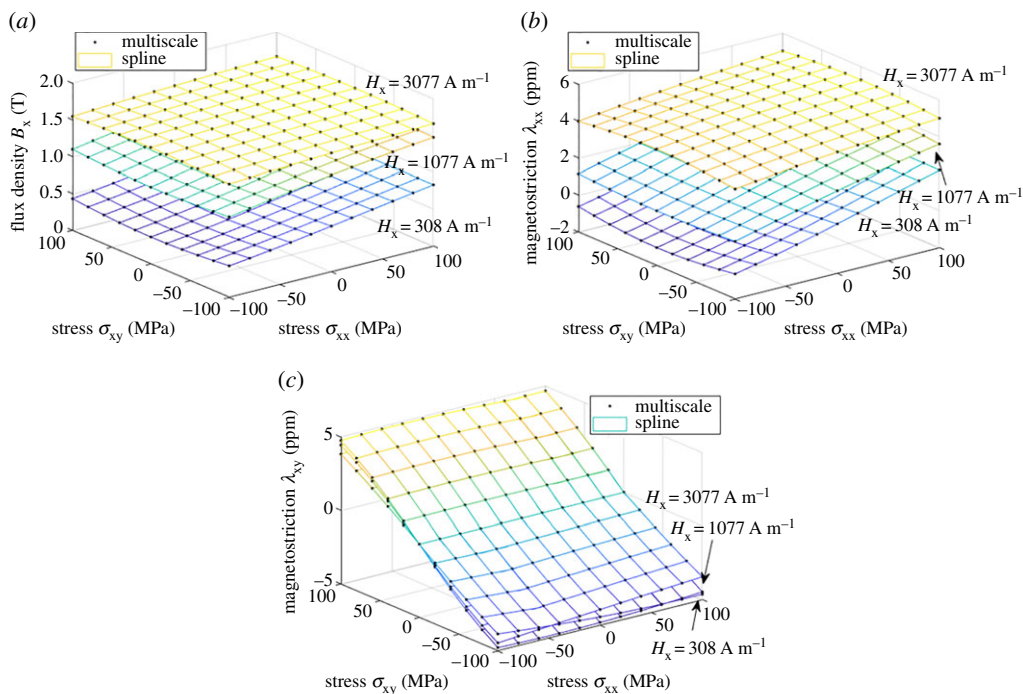 (a)
multiscale
spline
2.0
1.5
1.0
0.5
0
flux density Bx (T)
Hx = 3077 A m−1
Hx = 1077 A m−1
Hx = 308 A m−1
100
50
0
−50
−100
stress σxy (MPa)
−100
−50
0
50
100
stress σxx (MPa)
(b)
multiscale
spline
6
4
2
0
−2
magnetostriction λxx (ppm)
Hx = 3077 A m−1
Hx = 1077 A m−1
Hx = 308 A m−1
100
50
0
−50
−100
stress σxy (MPa)
−100
−50
0
50
100
stress σxx (MPa)
(c)
multiscale
spline
5
0
−5
magnetostriction λxy (ppm)
Hx = 3077 A m−1
Hx = 1077 A m−1
Hx = 308 A m−1
100
50
0
−50
−100
stress σxy (MPa)
−100
−50
0
50
100
stress σxx (MPa)